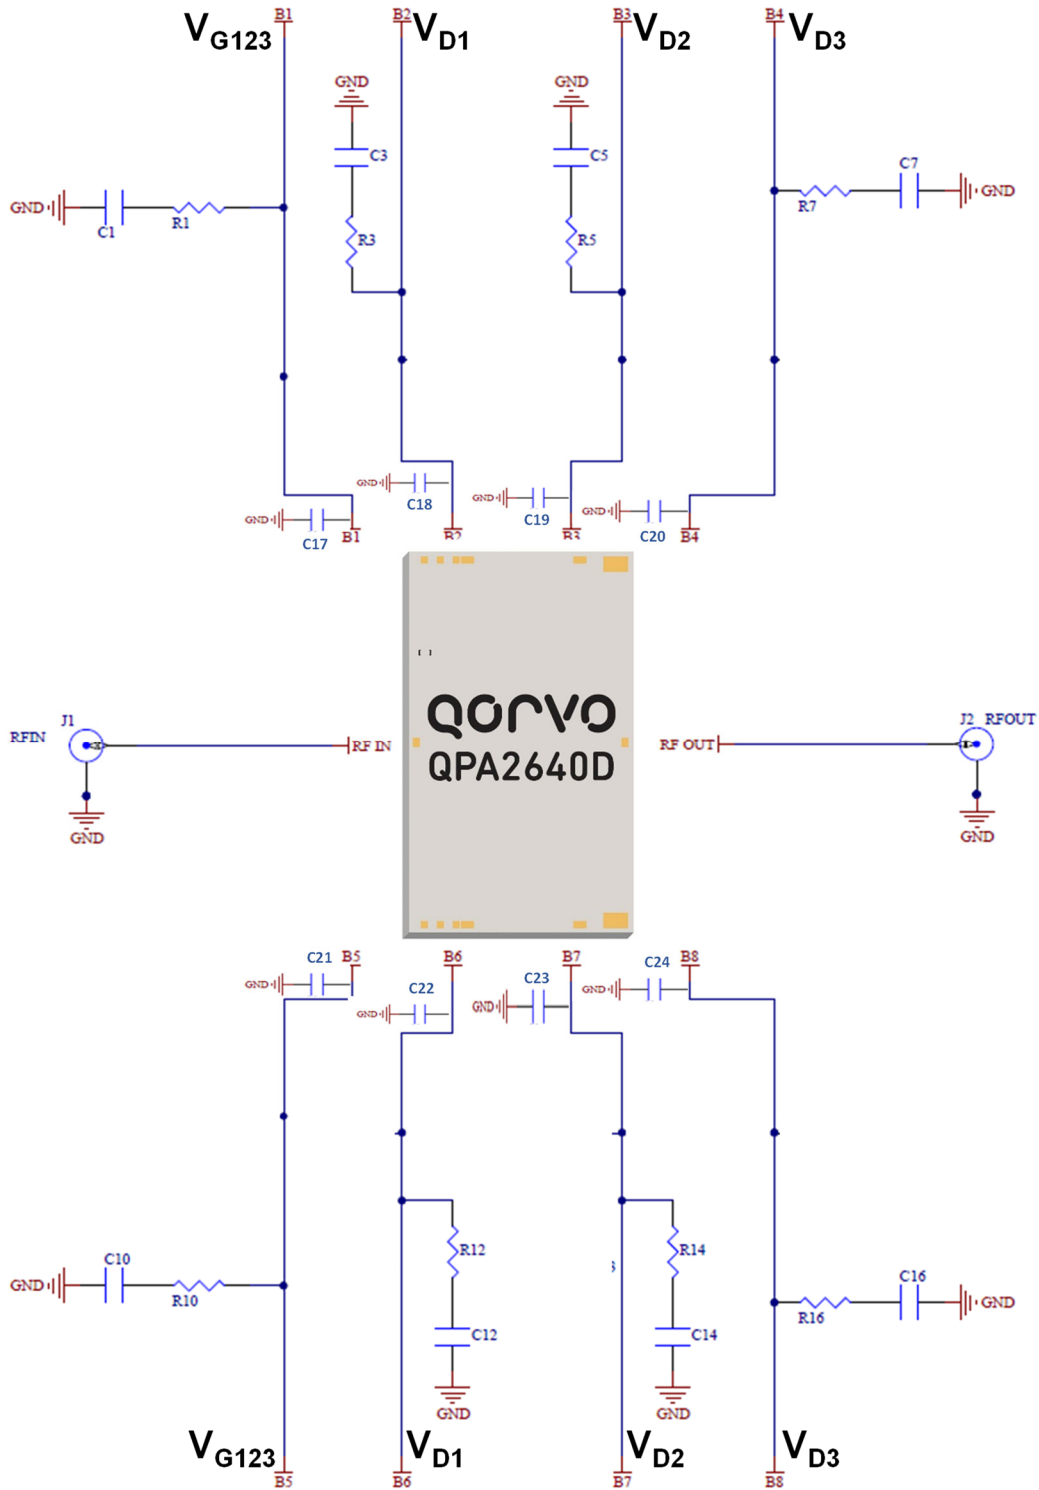 B1 B2 B3 B4
VG123 VD1 VD2 VD3
GND GND
C3 C5 C7
GND R1 R3 R5 R7 GND
C1
GND C18 GND C19 GND C20
GND C17 B1 B2 B3 B4
QORVO
J1 J2 RFOUT
RFIN RF IN RF OUT
QPA2640D
GND GND
C21 B5 B6 B7 C24 B8
GND C22 C23 GND
GND GND
R12 R14
C10 C16
GND R10 R16 GND
C12 C14
GND GND
VG123 VD1 VD2 VD3
B5 B6 B7 B8